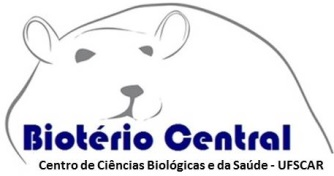 Biotério Central
Centro de Ciências Biológicas e da Saúde - UFSCAR